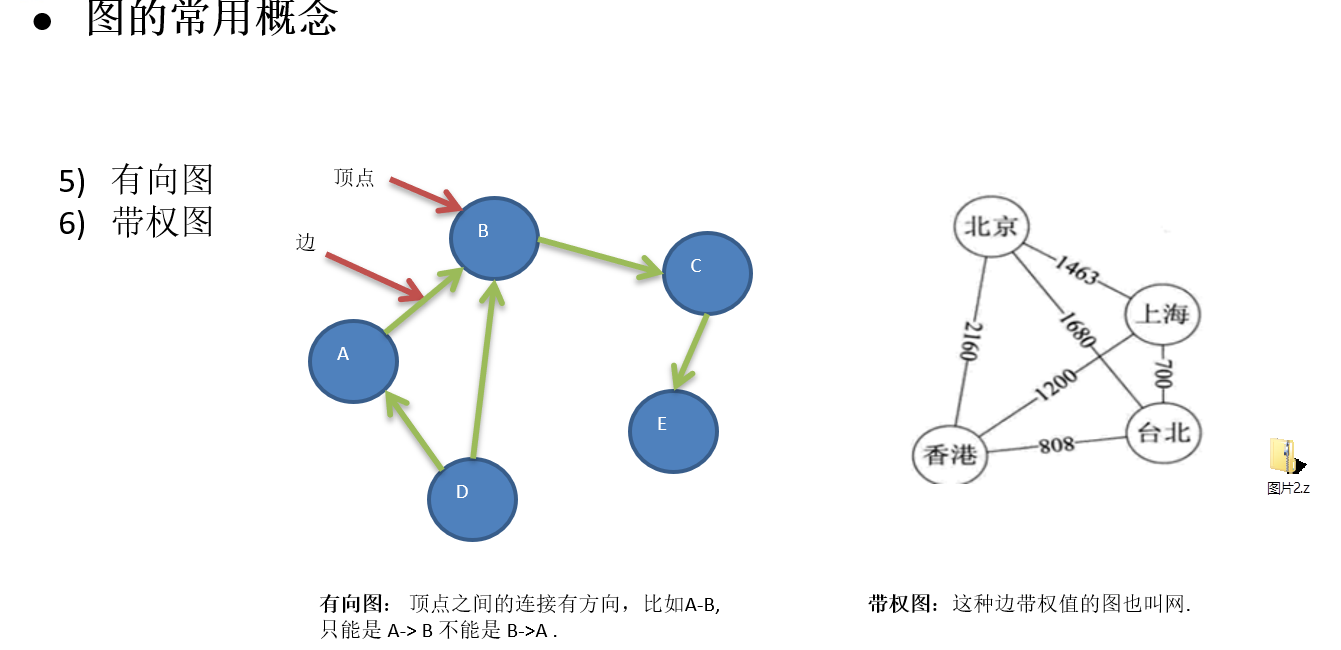 ● 图的常用概念
5) 有向图
6) 带权图
顶点
边
B
C
A
E
D
北京
1463
上海
2160
1680
1200
700
香港
808
台北
图片2.z
有向图： 顶点之间的连接有方向，比如A-B,
只能是 A-> B 不能是 B->A .
带权图：这种边带权值的图也叫网.